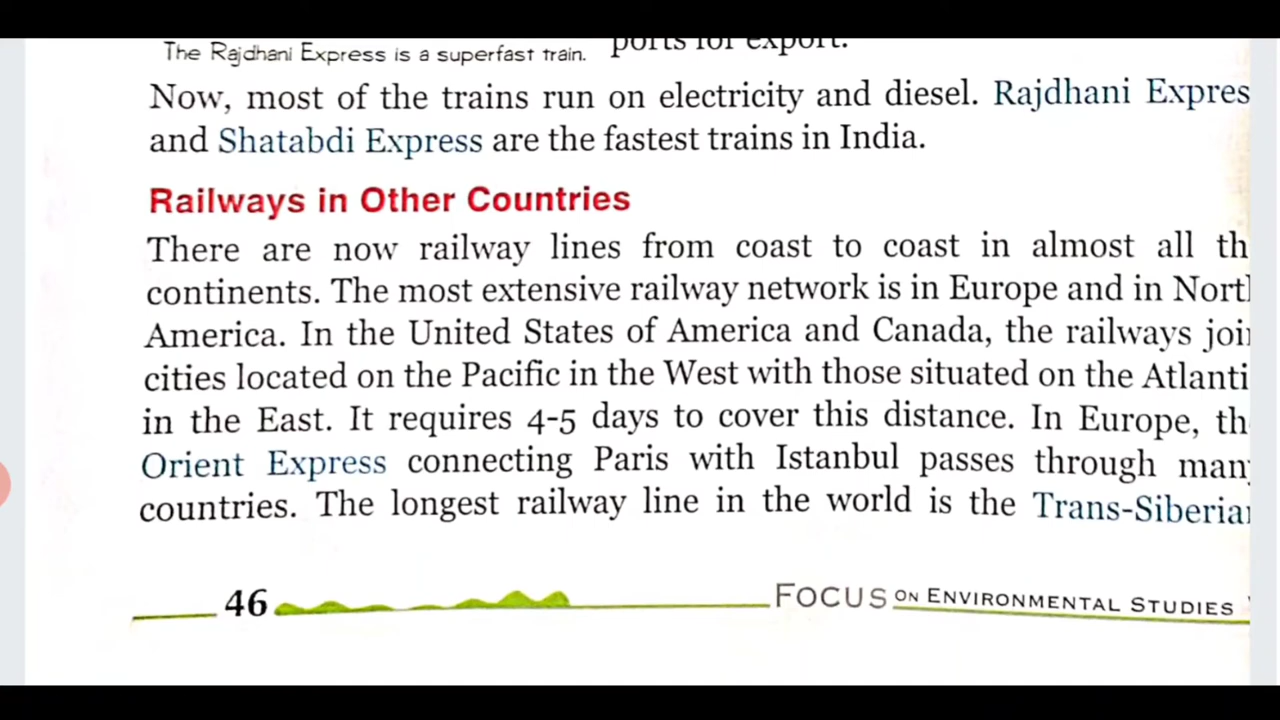 The Rajdhani Express is a superfast train. ports for export.
Now, most of the trains run on electricity and diesel. Rajdhani Expres
and Shatabdi Express are the fastest trains in India.
Railways in Other Countries
There are now railway lines from coast to coast in almost all th
continents. The most extensive railway network is in Europe and in Nort
America. In the United States of America and Canada, the railways joi
cities located on the Pacific in the West with those situated on the Atlanti
in the East. It requires 4-5 days to cover this distance. In Europe, th
Orient Express connecting Paris with Istanbul passes through man
countries. The longest railway line in the world is the Trans-Siberia
46 FOCUS ON ENVIRONMENTAL STUDIES